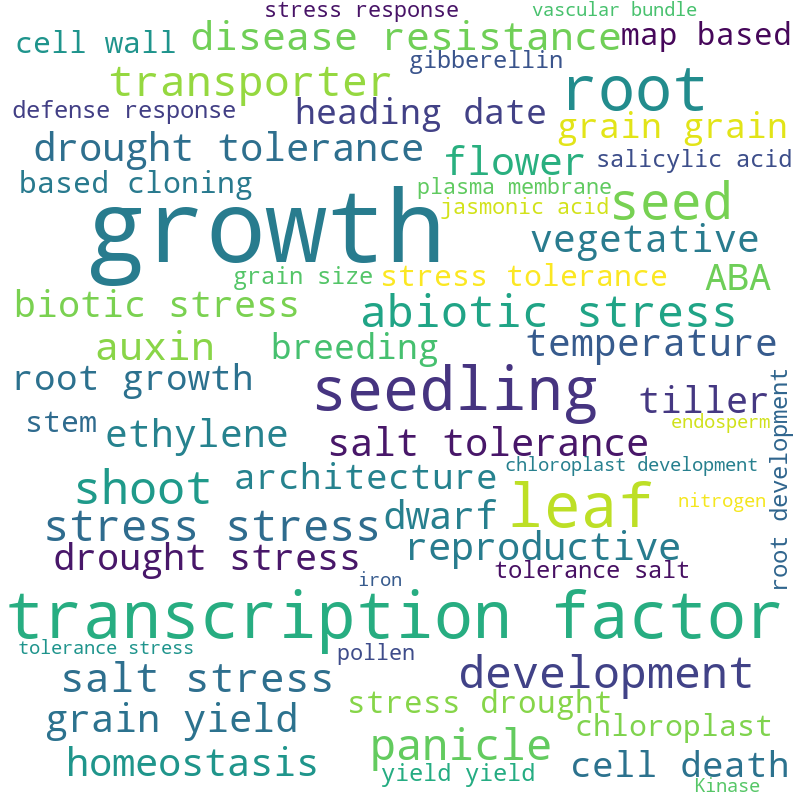 stress response
vascular bundle
cell wall
disease resistance
map based
gibberellin
transporter
root
defense response
heading date
grain grain
drought tolerance
flower
salicylic acid
based cloning
plasma membrane
seed
jasmonic acid
growth
vegetative
grain size
stress tolerance
ABA
biotic stress
abiotic stress
auxin
breeding
temperature
root growth
seedling
tiller
root development
stem
ethylene
salt tolerance
endosperm
chloroplast development
shoot
architecture
leaf
nitrogen
stress stress
dwarf
drought stress
reproductive
tolerance salt
iron
transcription factor
tolerance stress
pollen
salt stress
development
stress drought
grain yield
chloroplast
homeostasis
panicle
yield yield
cell death
Kinase